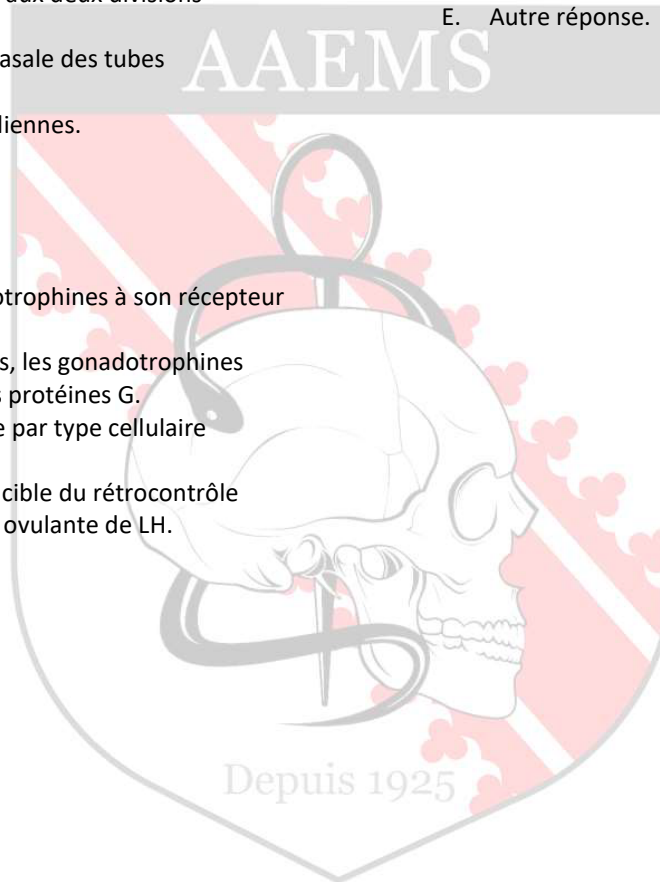 aux deux divisions
E. Autre réponse.
asale des tubes
AAEMS
liennes.
otrophines à son récepteur
s, les gonadotrophines
s protéines G.
e par type cellulaire
cible du rétrocontrôle
ovulante de LH.
Depuis 1925